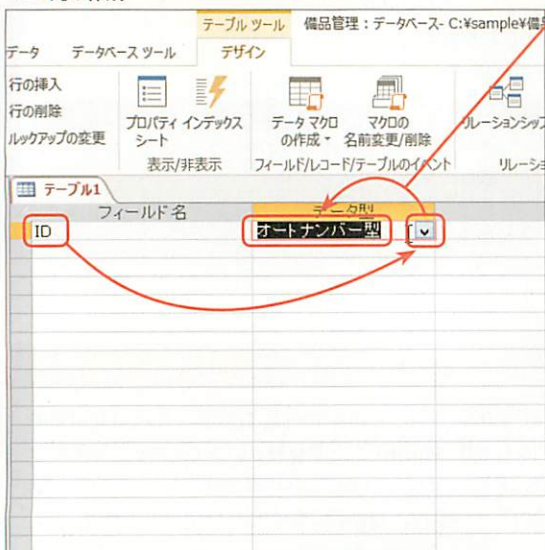 テーブル ツール 備品管理：データベース- C:¥sample¥備品
データ データベース ツール デザイン
行の挿入
行の削除
ルックアップの変更
プロパティ シート
インデックス
データ マクロ の作成
マクロの 名前変更/削除
リレーションシップ
表示/非表示 フィールド/レコード/テーブルのイベント リレーショ
テーブル1
フィールド名 データ型
ID オートナンバー型